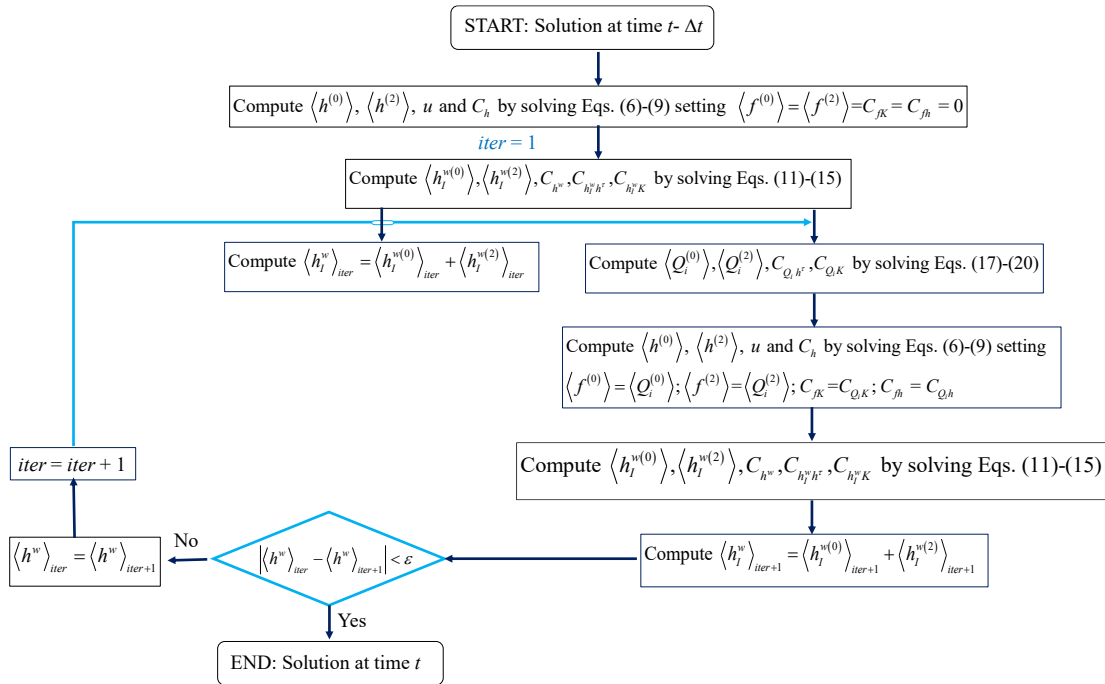 START: Solution at time t- Δt
Compute ⟨h^(0)⟩, ⟨h^(2)⟩, u and C_h by solving Eqs. (6)-(9) setting ⟨f^(0)⟩=⟨f^(2)⟩=C_fK= C_fh = 0
iter = 1
Compute ⟨h_I^w(0)⟩,⟨h_I^w(2)⟩,C_h^w,C_h_I^w h^τ,C_h_I^w K by solving Eqs. (11)-(15)
Compute ⟨h_I^w⟩_iter =⟨h_I^w(0)⟩_iter +⟨h_I^w(2)⟩_iter
Compute ⟨Q_i^(0)⟩,⟨Q_i^(2)⟩,C_Q_i h^τ,C_Q_i K by solving Eqs. (17)-(20)
Compute ⟨h^(0)⟩, ⟨h^(2)⟩, u and C_h by solving Eqs. (6)-(9) setting
⟨f^(0)⟩=⟨Q_i^(0)⟩;⟨f^(2)⟩=⟨Q_i^(2)⟩;C_fK=C_Q_i K;C_fh = C_Q_i h
Compute ⟨h_I^w(0)⟩,⟨h_I^w(2)⟩,C_h^w,C_h_I^w h^τ,C_h_I^w K by solving Eqs. (11)-(15)
Compute ⟨h_I^w⟩_iter+1 =⟨h_I^w(0)⟩_iter+1 +⟨h_I^w(2)⟩_iter+1
|⟨h^w⟩_iter −⟨h^w⟩_iter+1| < ε
No
⟨h^w⟩_iter =⟨h^w⟩_iter+1
iter = iter + 1
Yes
END: Solution at time t